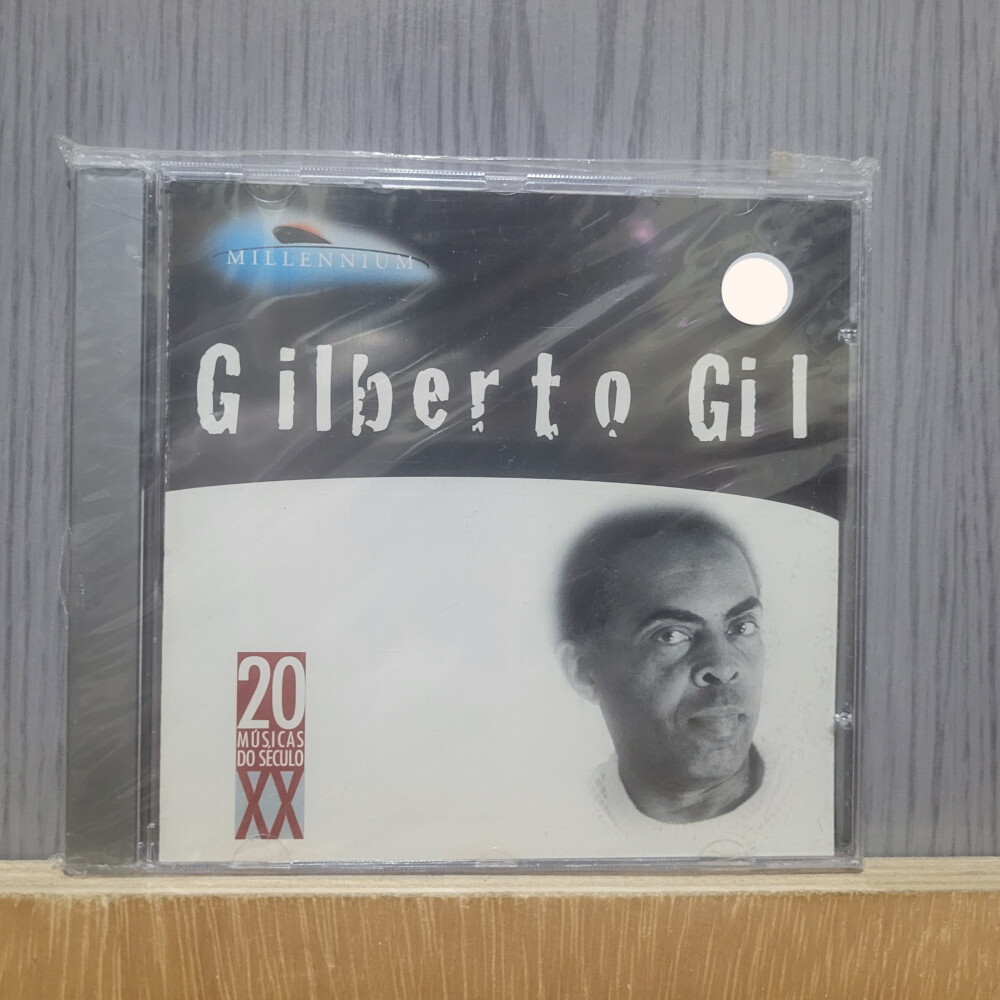 MILLENNIUM
Gilberto Gil
20
MÚSICAS
DO SÉCULO
XX